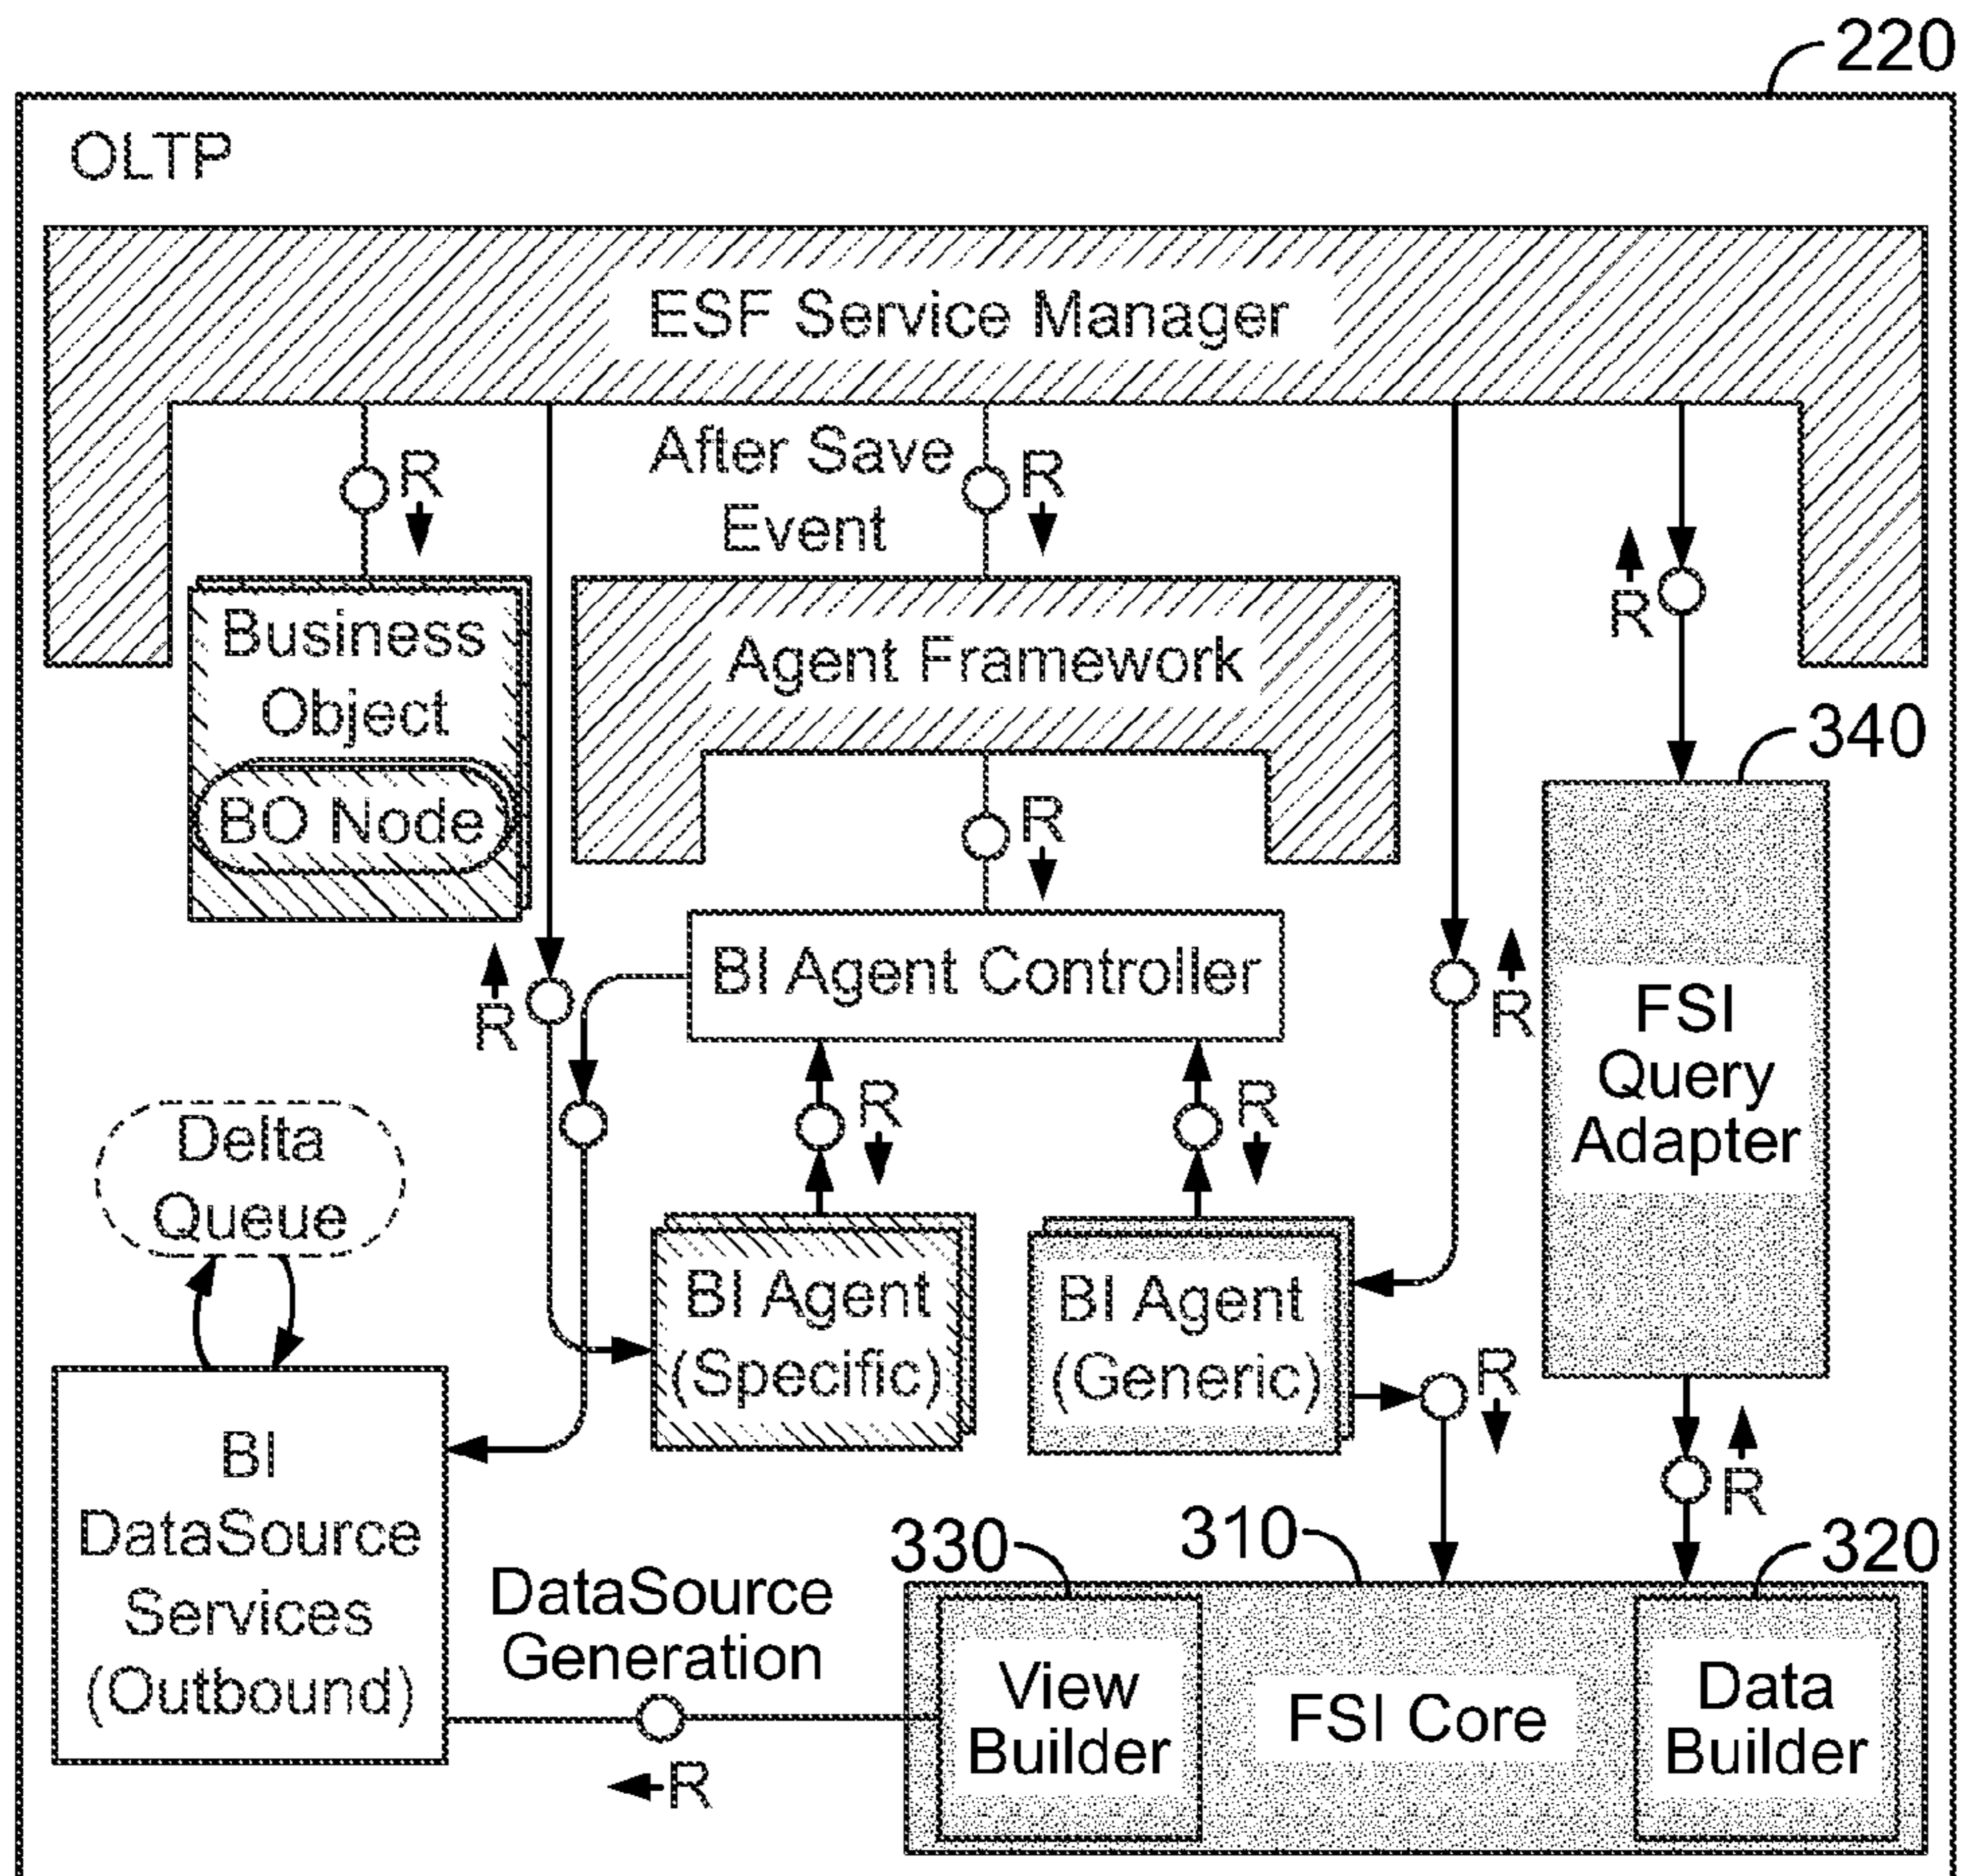 220
OLTP
ESF Service Manager
R
After Save
Event
R
R
Business
Object
BO Node
Agent Framework
340
R
BI Agent Controller
R
R
FSI
Query
Adapter
R
R
Delta
Queue
BI Agent
(Specific)
BI Agent
(Generic)
R
R
BI
DataSource
Services
(Outbound)
330
310
320
DataSource
Generation
R
View
Builder
FSI Core
Data
Builder